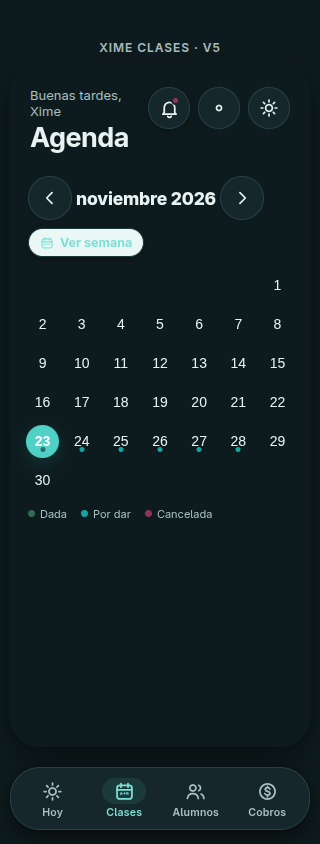 XIME CLASES · V5
Buenas tardes,
Xime
Agenda
noviembre 2026
Ver semana
1
2 3 4 5 6 7 8
9 10 11 12 13 14 15
16 17 18 19 20 21 22
23 24 25 26 27 28 29
30
Dada Por dar Cancelada
Hoy Clases Alumnos Cobros